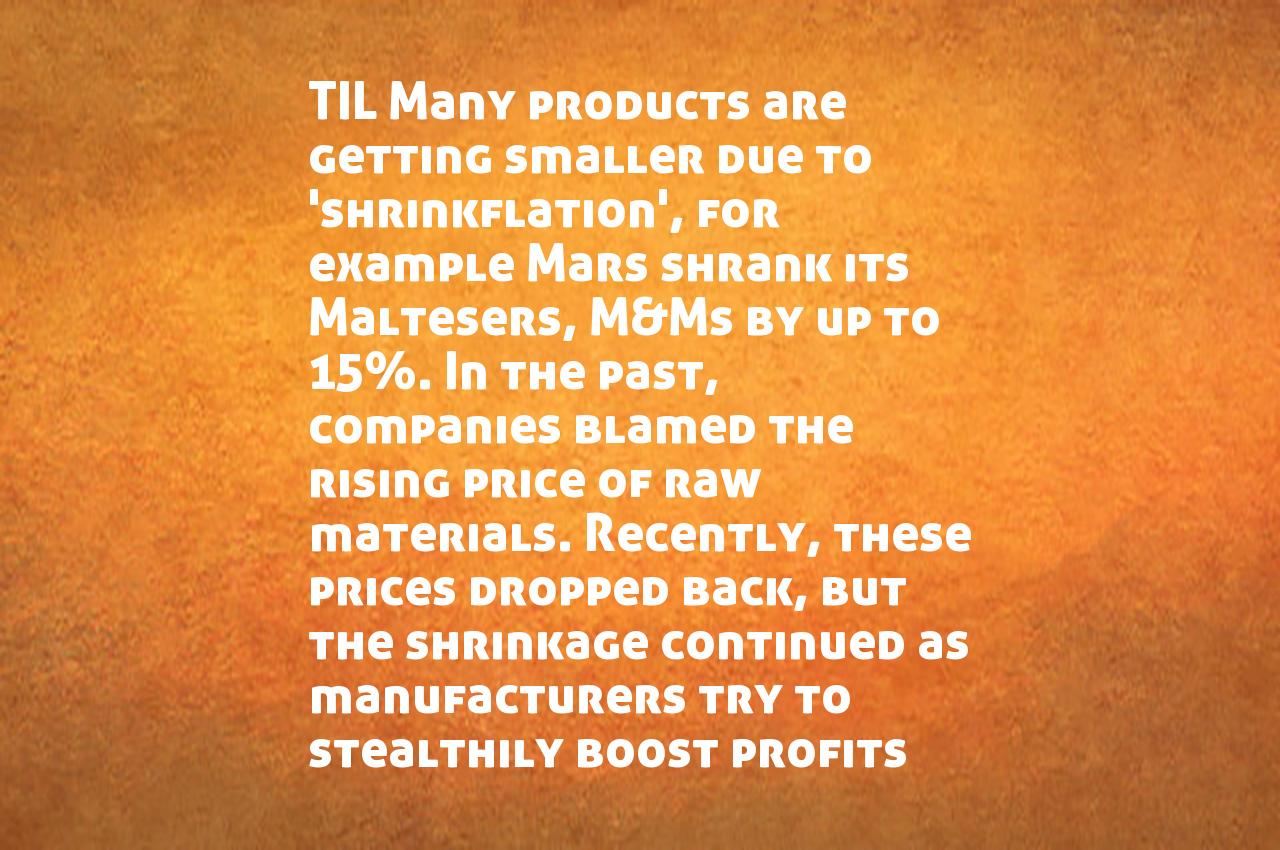 TIL Many products are
getting smaller due to
'shrinkflation', for
example Mars shrank its
Maltesers, M&Ms by up to
15%. In the past,
companies blamed the
rising price of raw
materials. Recently, these
prices dropped back, but
the shrinkage continued as
manufacturers try to
stealthily boost profits